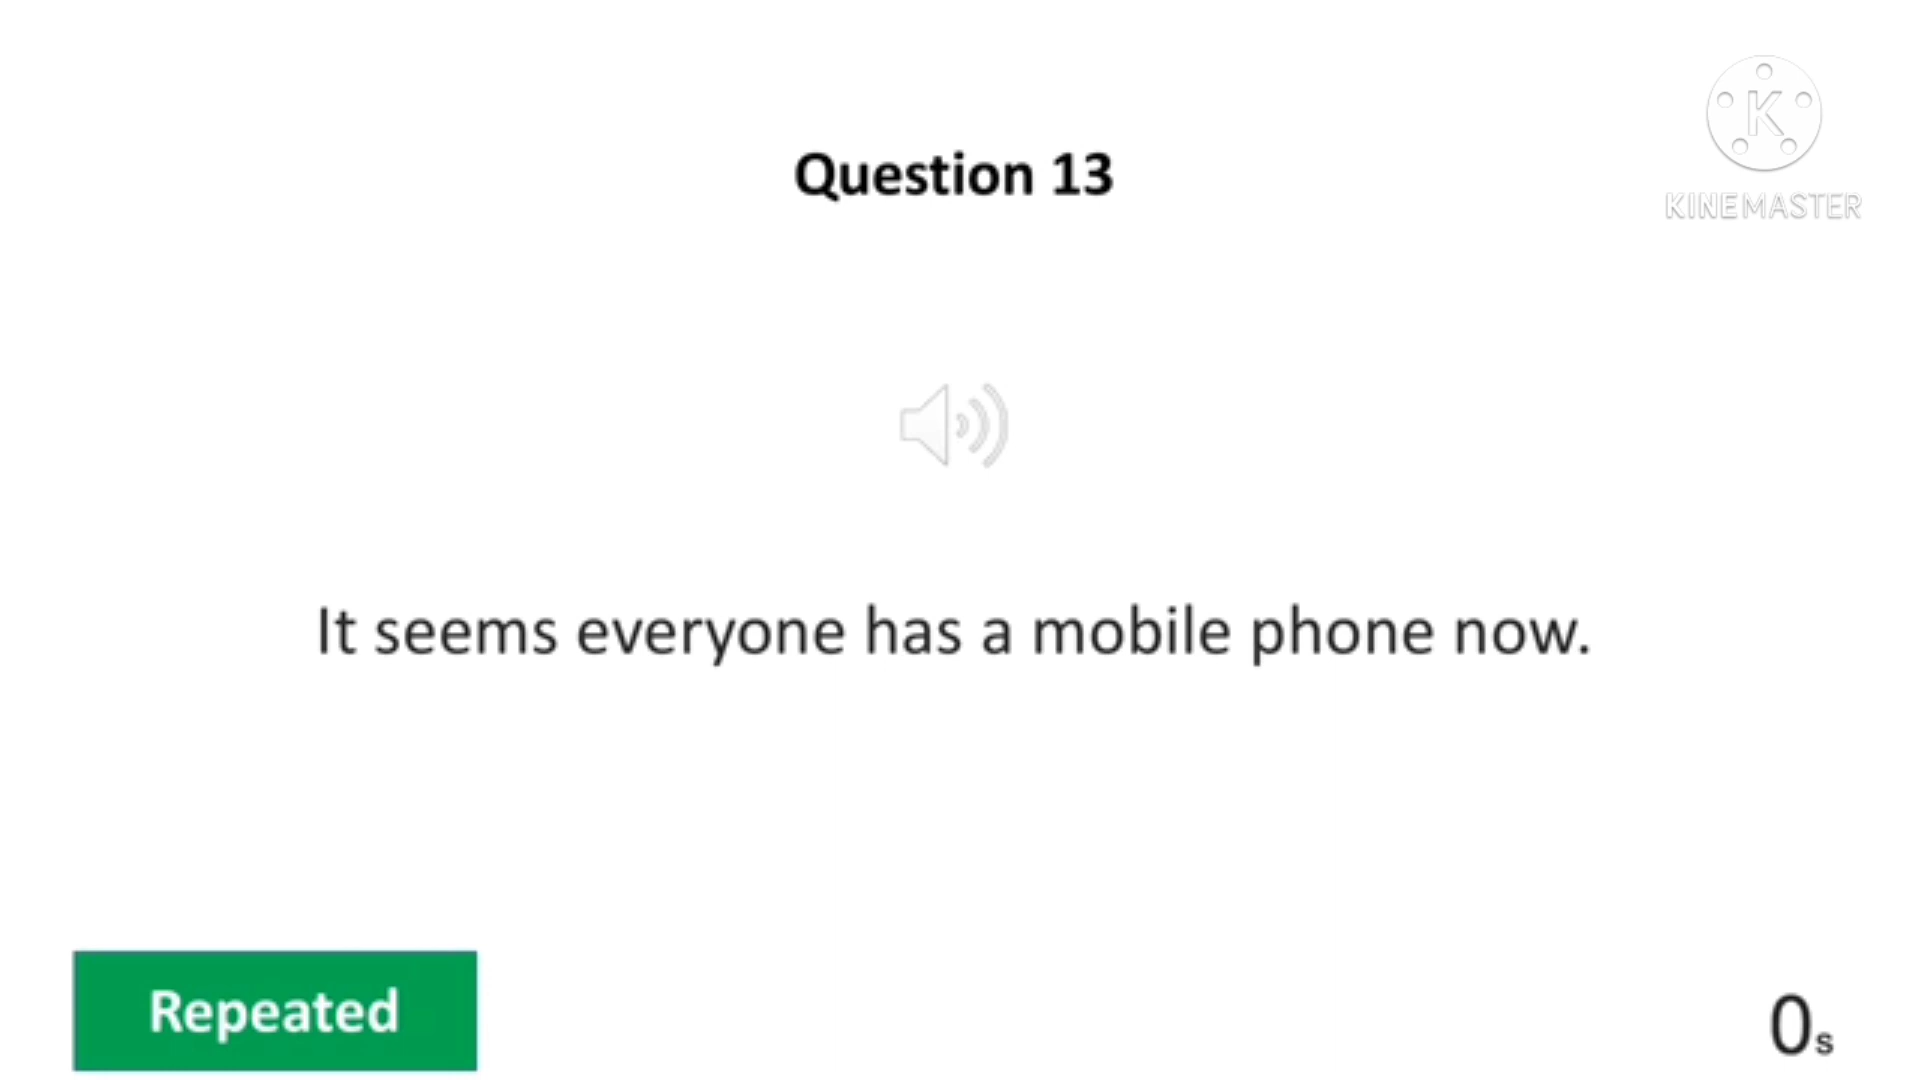 Question 13
K
KINEMASTER
It seems everyone has a mobile phone now.
Repeated
0s